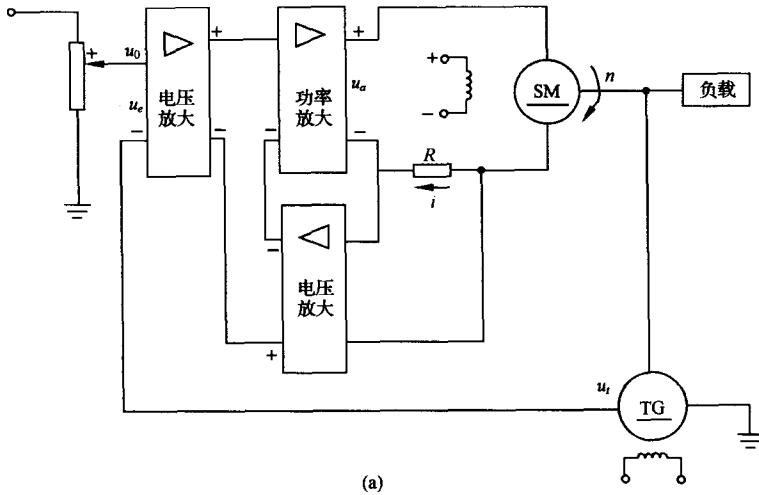 +
u₀
uₑ
−
电压
放大
+
−
功率
放大
+
uₐ
−
−
+
电压
放大
R
i
+
−
SM
n
负载
uₜ
TG
(a)